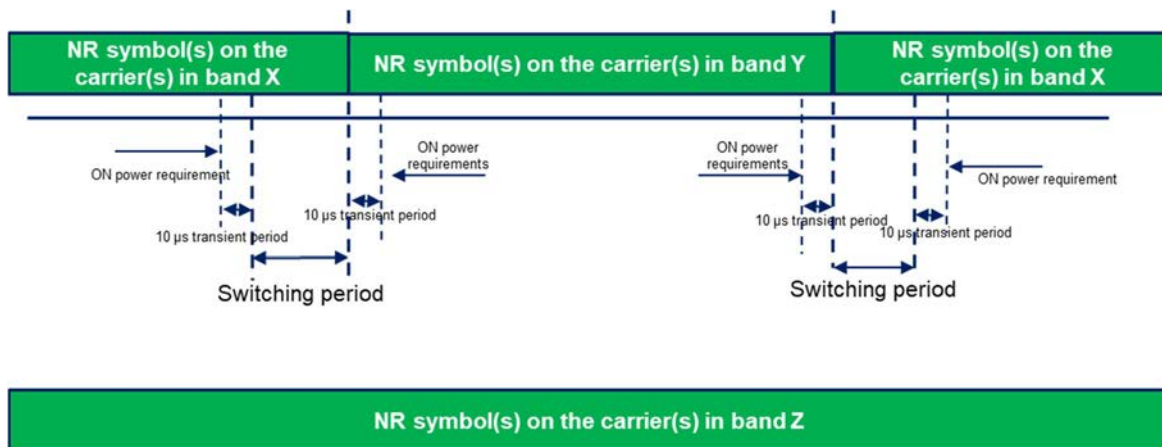 NR symbol(s) on the
carrier(s) in band X
NR symbol(s) on the carrier(s) in band Y
NR symbol(s) on the
carrier(s) in band X
ON power requirement
ON power
requirements
ON power
requirements
ON power requirement
10 µs transient period
10 µs transient period
10 µs transient period
10 µs transient period
Switching period
Switching period
NR symbol(s) on the carrier(s) in band Z